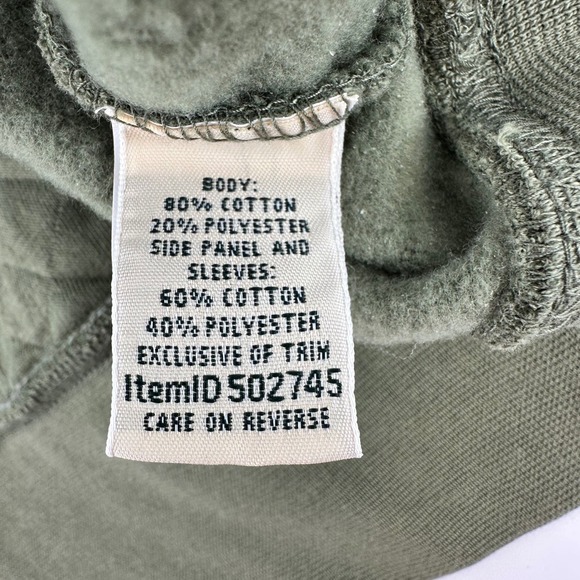 BODY:
80% COTTON
20% POLYESTER
SIDE PANEL AND
SLEEVES:
60% COTTON
40% POLYESTER
EXCLUSIVE OF TRIM
ItemID 502745
CARE ON REVERSE